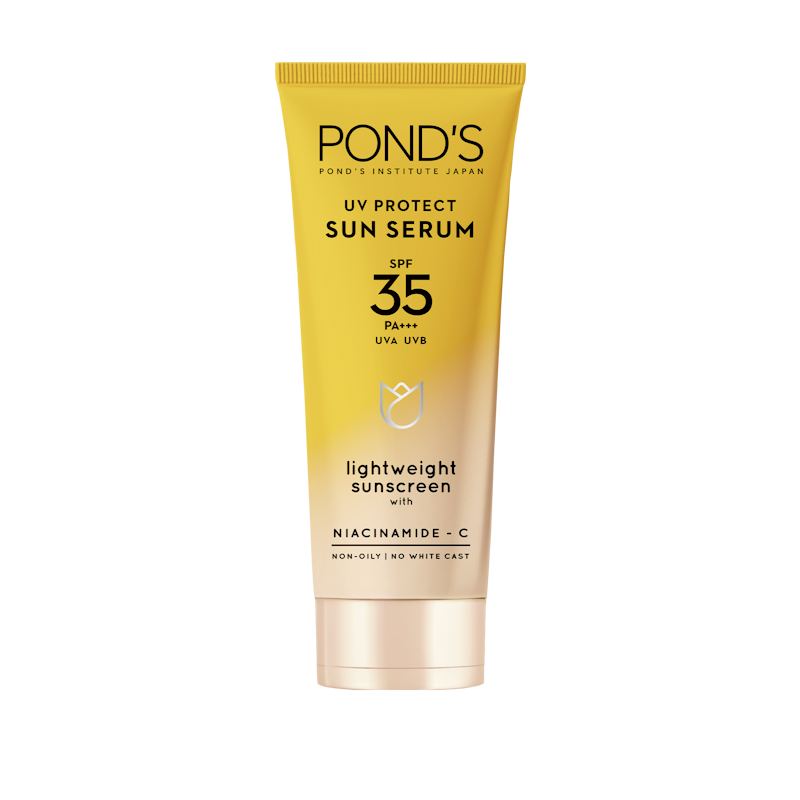 POND'S
POND'S INSTITUTE JAPAN
UV PROTECT
SUN SERUM
SPF
35
PA+++
UVA UVB
lightweight
sunscreen
with
NIACINAMIDE - C
NON-OILY | NO WHITE CAST